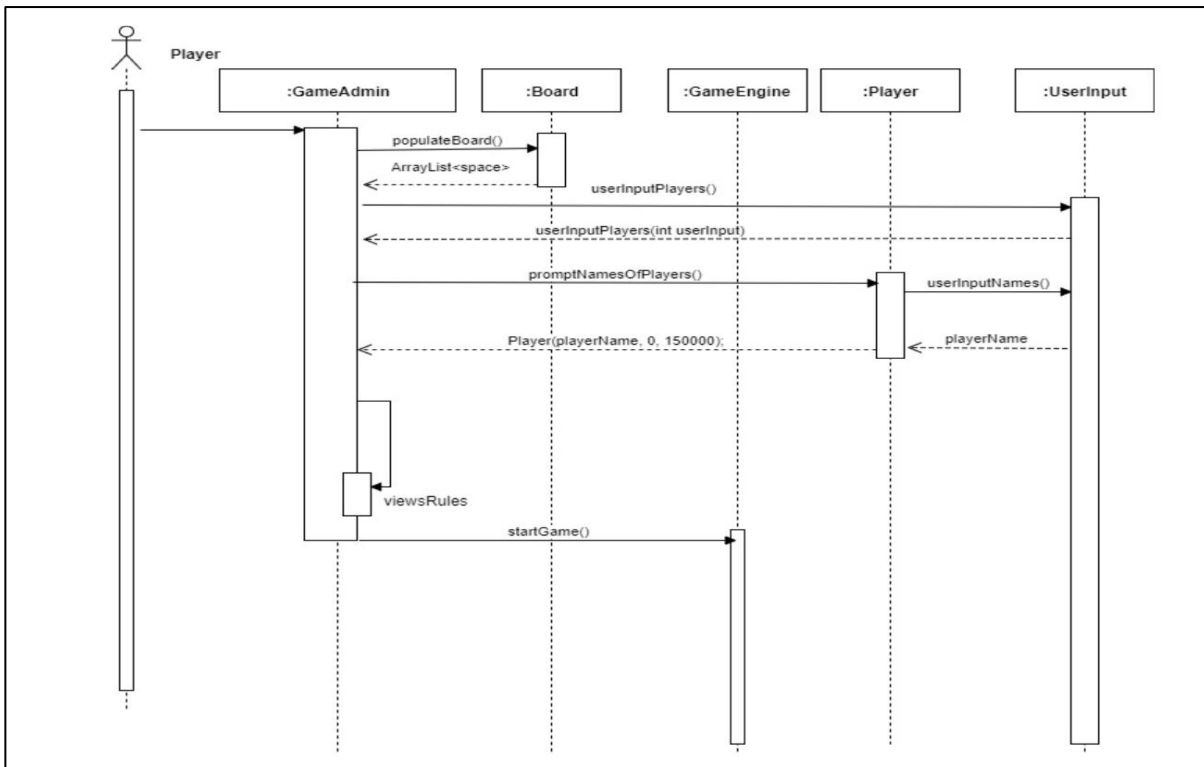 Player
:GameAdmin
:Board
:GameEngine
:Player
:UserInput
populateBoard()
ArrayList<space>
userInputPlayers()
userInputPlayers(int userInput)
promptNamesOfPlayers()
userInputNames()
Player(playerName, 0, 150000);
playerName
viewsRules
startGame()